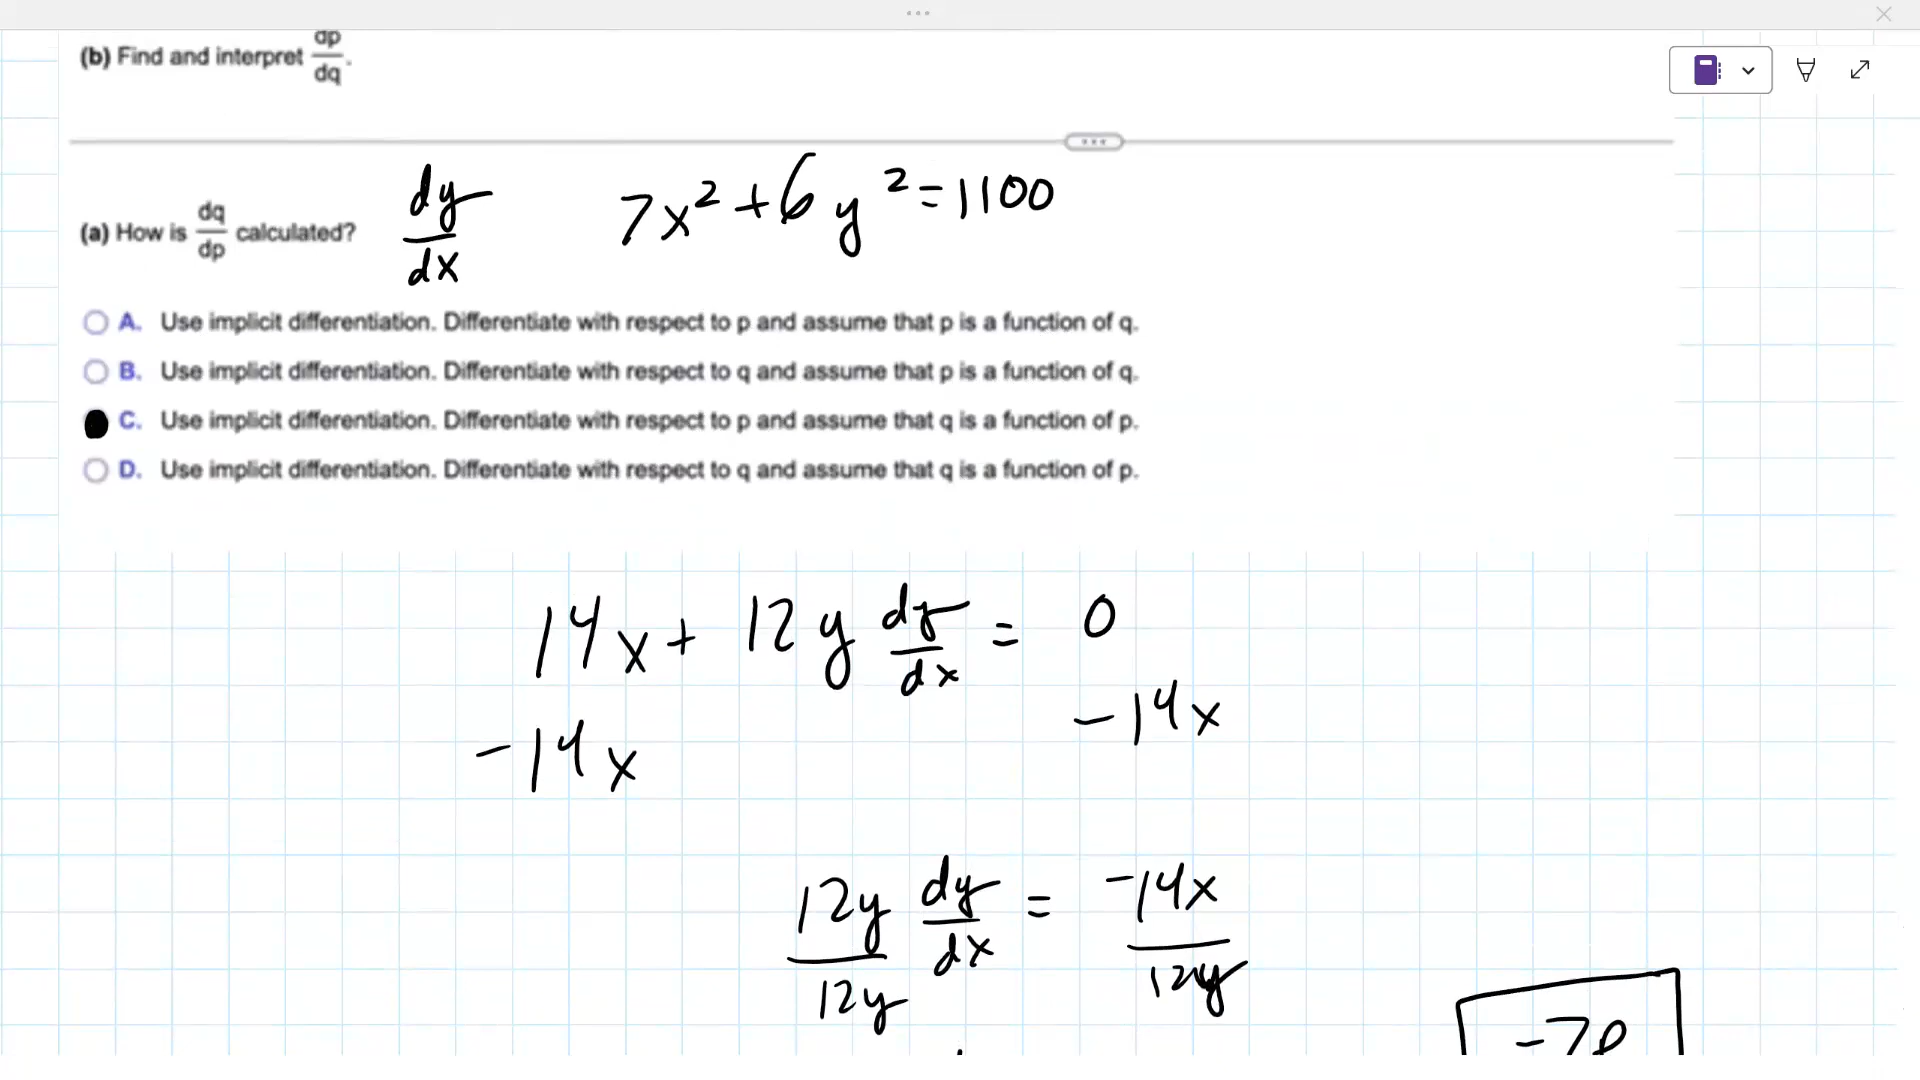 (b) Find and interpret dp/dq.
(a) How is dq/dp calculated? dy/dx 7x²+6y²=1100
A. Use implicit differentiation. Differentiate with respect to p and assume that p is a function of q.
B. Use implicit differentiation. Differentiate with respect to q and assume that p is a function of q.
C. Use implicit differentiation. Differentiate with respect to p and assume that q is a function of p.
D. Use implicit differentiation. Differentiate with respect to q and assume that q is a function of p.
14x + 12y dy/dx = 0
-14x -14x
12y/12y dy/dx = -14x/12y